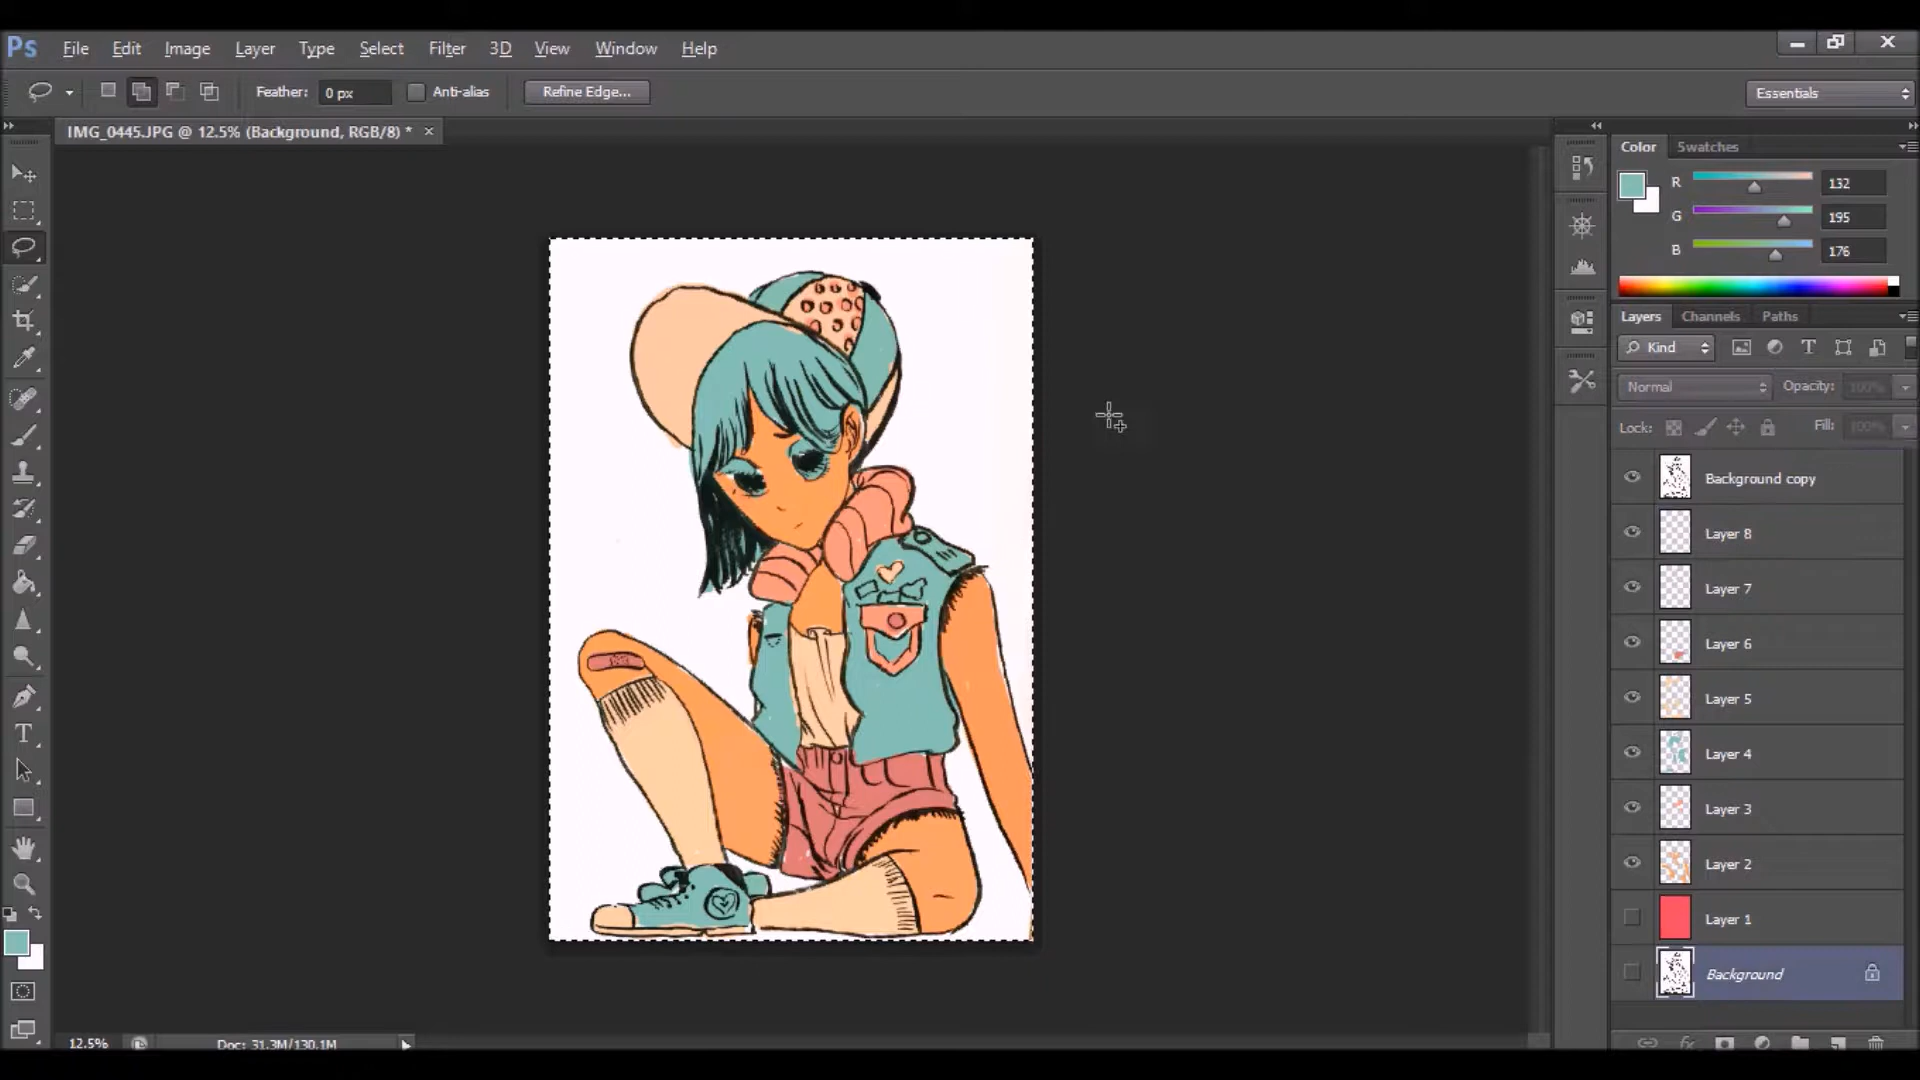 Ps File Edit Image Layer Type Select Filter 3D View Window Help
Feather: 0 px Anti-alias Refine Edge... Essentials
IMG_0445.JPG @ 12.5% (Background, RGB/8) * ×
Color Swatches
R 132
G 195
B 176
Layers Channels Paths
Kind
Normal Opacity: 100%
Lock: Fill: 100%
Background copy
Layer 8
Layer 7
Layer 6
Layer 5
Layer 4
Layer 3
Layer 2
Layer 1
Background
12.5% Doc: 31.3M/130.1M